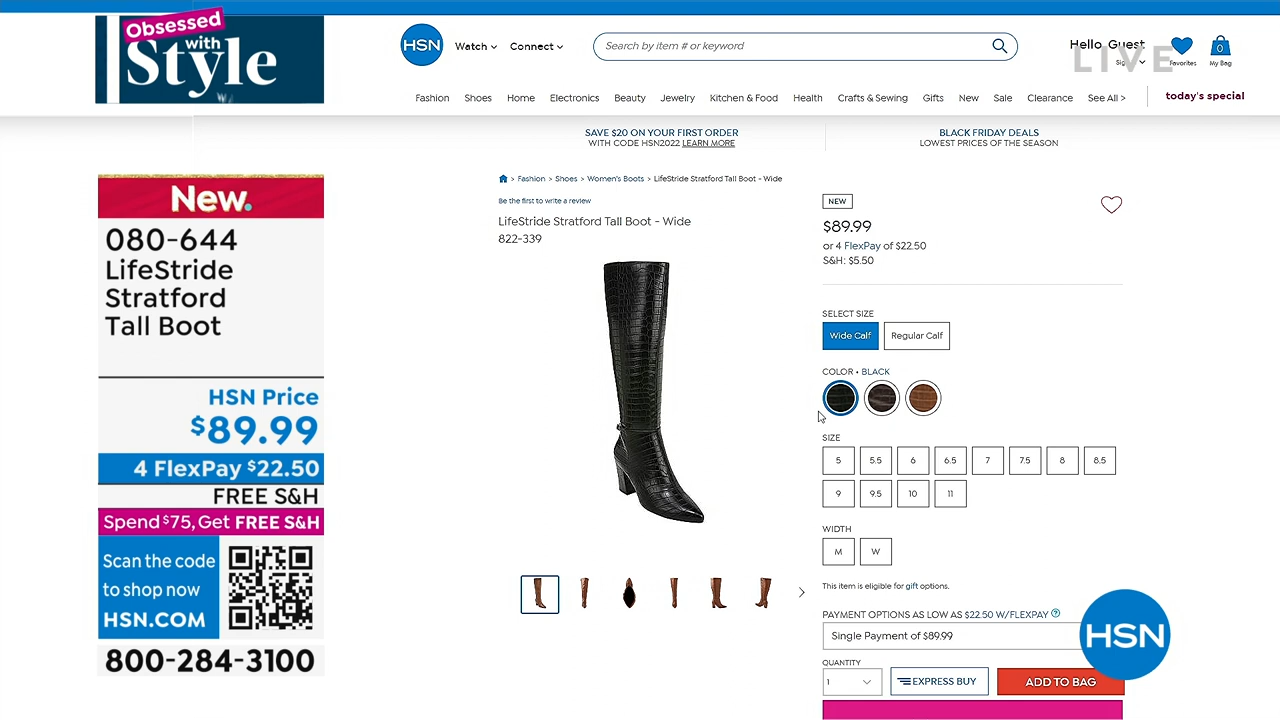 Obsessed
with
Style
HSN
Watch
Connect
Search by item # or keyword
Hello, Guest
LIVE
Favorites
0
My Bag
Fashion Shoes Home Electronics Beauty Jewelry Kitchen & Food Health Crafts & Sewing Gifts New Sale Clearance See All > today's special
SAVE $20 ON YOUR FIRST ORDER
WITH CODE HSN2022 LEARN MORE
BLACK FRIDAY DEALS
LOWEST PRICES OF THE SEASON
New.
080-644
LifeStride
Stratford
Tall Boot
HSN Price
$89.99
4 FlexPay $22.50
FREE S&H
Spend $75, Get FREE S&H
Scan the code
to shop now
HSN.COM
800-284-3100
> Fashion > Shoes > Women's Boots > LifeStride Stratford Tall Boot - Wide
Be the first to write a review
LifeStride Stratford Tall Boot - Wide
822-339
NEW
$89.99
or 4 FlexPay of $22.50
S&H: $5.50
SELECT SIZE
Wide Calf Regular Calf
COLOR • BLACK
SIZE
5 5.5 6 6.5 7 7.5 8 8.5
9 9.5 10 11
WIDTH
M W
This item is eligible for gift options.
PAYMENT OPTIONS AS LOW AS $22.50 W/FLEXPAY ?
Single Payment of $89.99
QUANTITY
1
EXPRESS BUY
ADD TO BAG
HSN